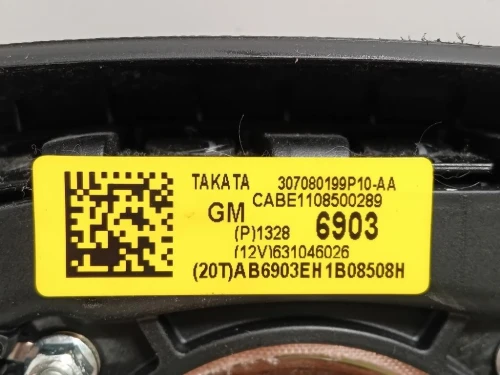 TAKATA 307080199P10-AA
CABE1108500289
GM (P)1328 6903
(12V)631046026
(20T)AB6903EH1B08508H